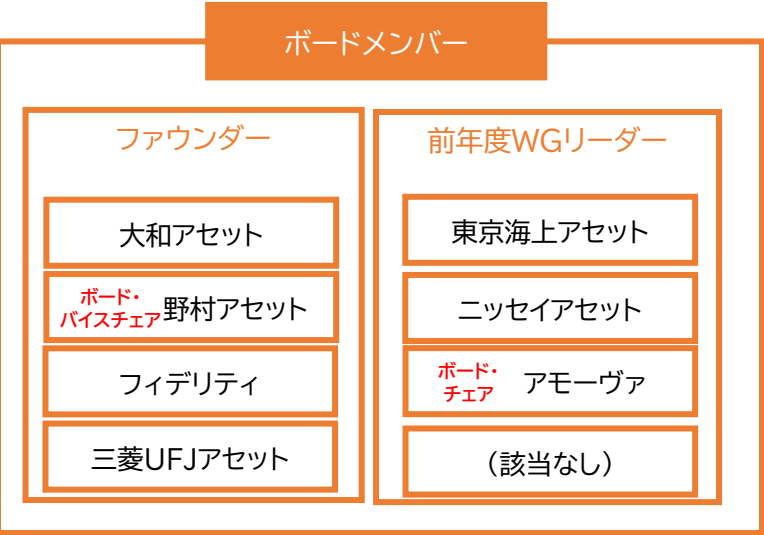 ボードメンバー
ファウンダー
大和アセット
ボード・
バイスチェア
野村アセット
フィデリティ
三菱UFJアセット
前年度WGリーダー
東京海上アセット
ニッセイアセット
ボード・
チェア
アモーヴァ
（該当なし）